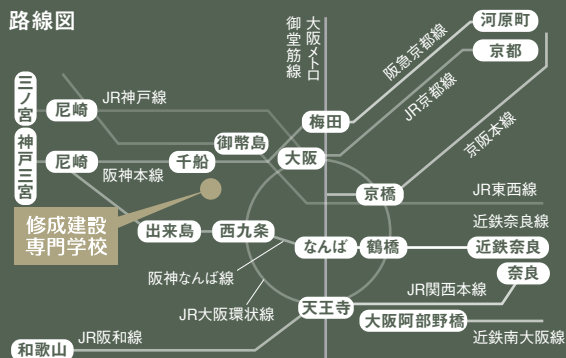 路線図
大阪メトロ
御堂筋線
河原町
京都
阪急京都線
JR京都線
京阪本線
三ノ宮
尼崎
JR神戸線
梅田
御幣島
大阪
神戸三宮
尼崎
千船
阪神本線
京橋
JR東西線
修成建設
専門学校
出来島
西九条
近鉄奈良線
なんば
鶴橋
近鉄奈良
奈良
阪神なんば線
JR大阪環状線
JR関西本線
天王寺
大阪阿部野橋
近鉄南大阪線
JR阪和線
和歌山